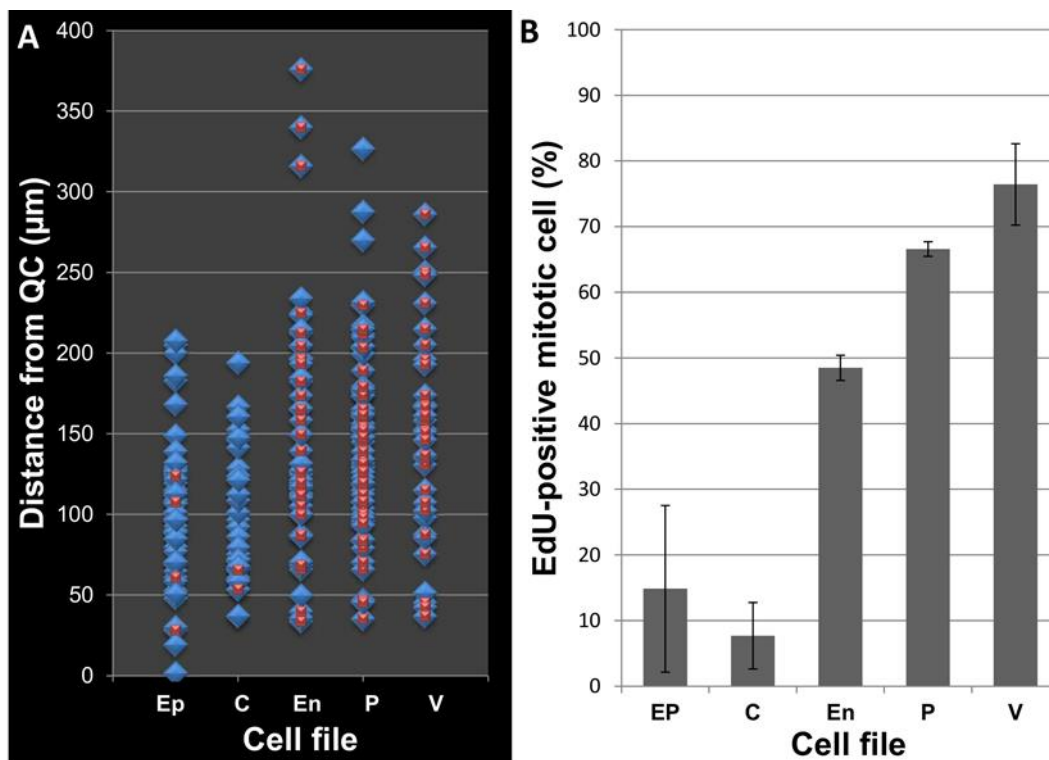 A
Distance from QC (µm)
400
350
300
250
200
150
100
50
0
Ep C En P V
Cell file
B
EdU-positive mitotic cell (%)
100
90
80
70
60
50
40
30
20
10
0
EP C En P V
Cell file